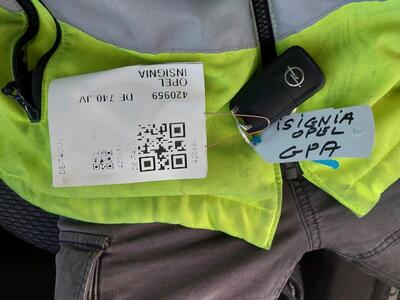 420959 DE 740 JV
OPEL
INSIGNIA
iSIGNIA
OPEL
GPA